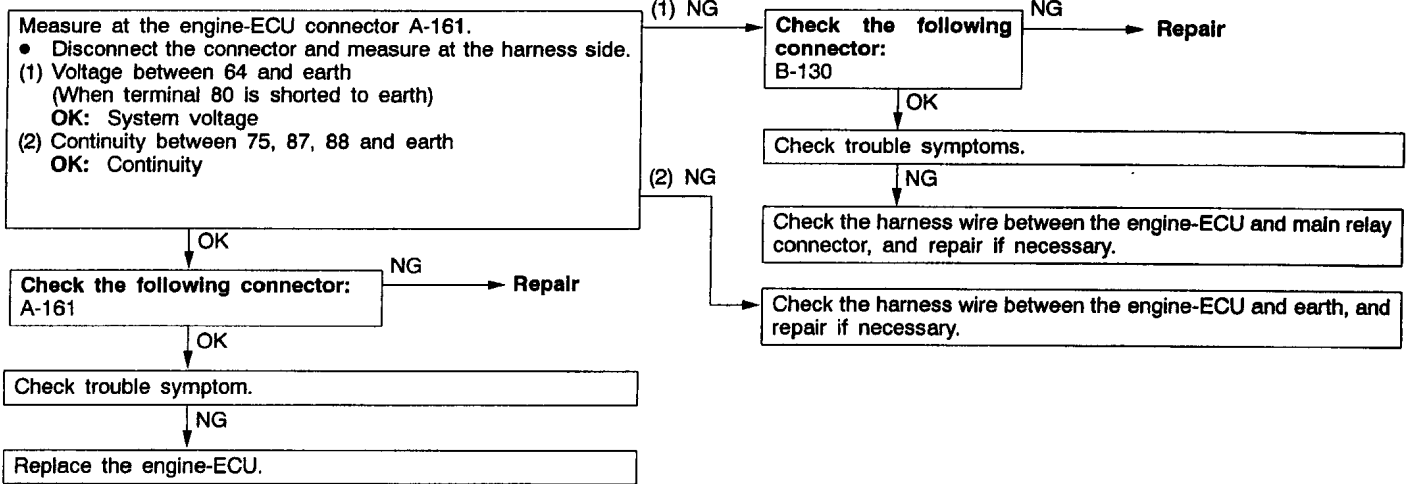 Measure at the engine-ECU connector A-161.
● Disconnect the connector and measure at the harness side.
(1) Voltage between 64 and earth
(When terminal 80 is shorted to earth)
OK: System voltage
(2) Continuity between 75, 87, 88 and earth
OK: Continuity
(1) NG
Check the following
connector:
B-130
NG
Repair
OK
Check trouble symptoms.
NG
Check the harness wire between the engine-ECU and main relay
connector, and repair if necessary.
(2) NG
Check the harness wire between the engine-ECU and earth, and
repair if necessary.
OK
Check the following connector:
A-161
NG
Repair
OK
Check trouble symptom.
NG
Replace the engine-ECU.